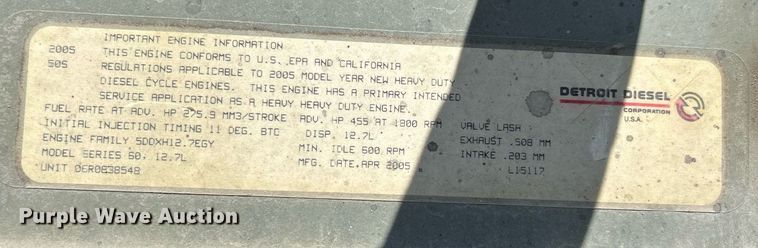 IMPORTANT ENGINE INFORMATION
2005 THIS ENGINE CONFORMS TO U.S. EPA AND CALIFORNIA
50S REGULATIONS APPLICABLE TO 2005 MODEL YEAR NEW HEAVY DUTY
DIESEL CYCLE ENGINES. THIS ENGINE HAS A PRIMARY INTENDED
SERVICE APPLICATION AS A HEAVY HEAVY DUTY ENGINE.
FUEL RATE AT ADV. HP 275.9 MM3/STROKE ADV. HP 455 AT 1800 RPM
INITIAL INJECTION TIMING 11 DEG. BTC DISP. 12.7L
ENGINE FAMILY 5DDXH12.7EGY MIN. IDLE 600 RPM
MODEL SERIES 60, 12.7L MFG. DATE APR 2005
UNIT 06R0838548
VALVE LASH
EXHAUST .508 MM
INTAKE .203 MM
L15117
DETROIT DIESEL
CORPORATION
U.S.A.
Purple Wave Auction